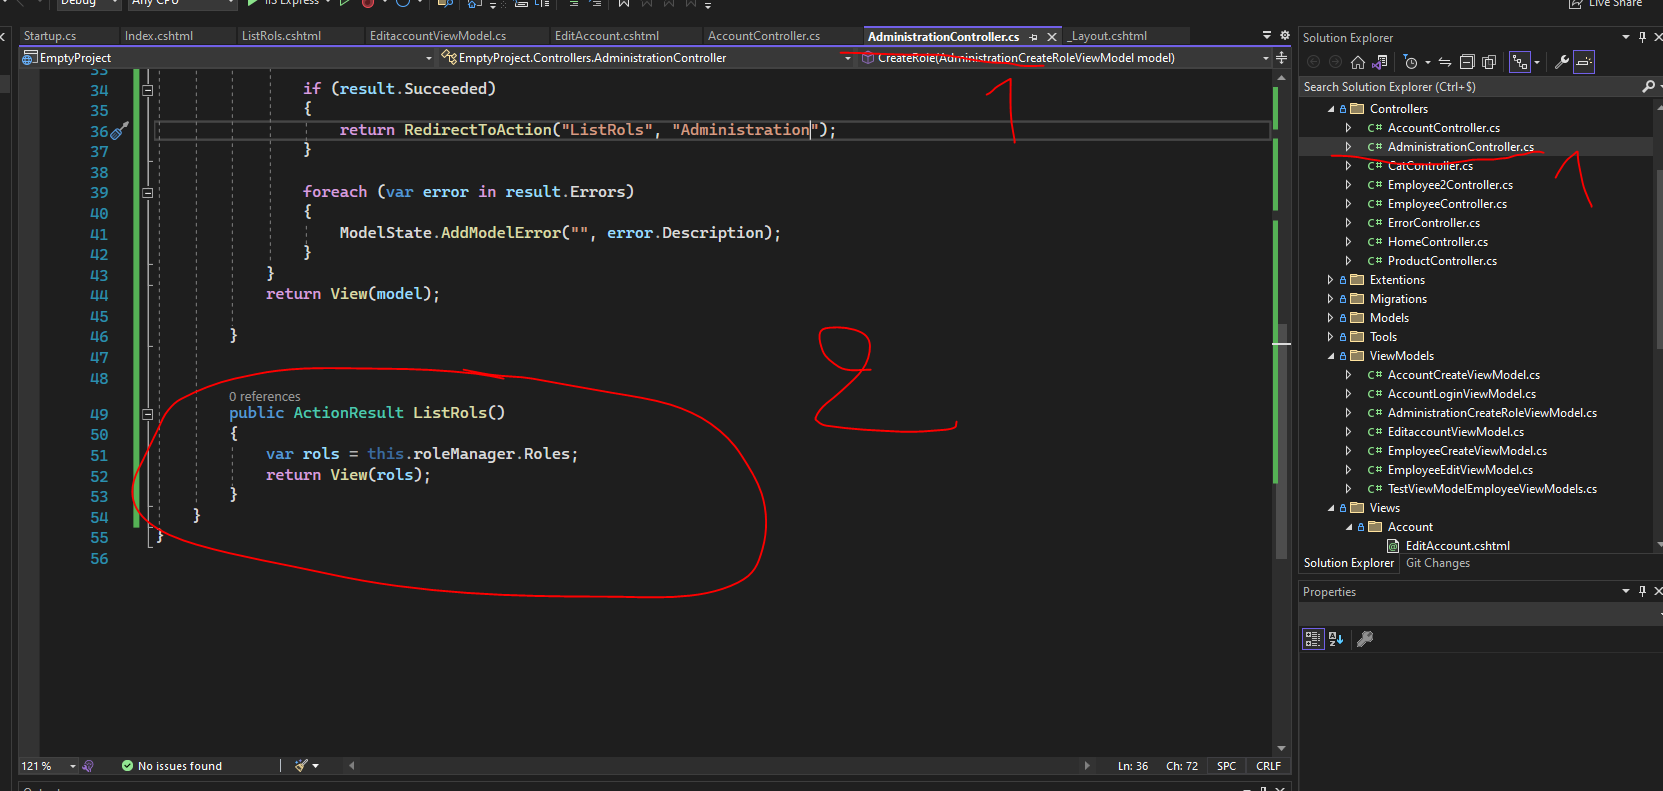 Debug
Any CPU
IIS Express
Live Share
Startup.cs
Index.cshtml
ListRols.cshtml
EditaccountViewModel.cs
EditAccount.cshtml
AccountController.cs
AdministrationController.cs
_Layout.cshtml
EmptyProject
EmptyProject.Controllers.AdministrationController
CreateRole(AdministrationCreateRoleViewModel model)
1
33
34 if (result.Succeeded)
35 {
36 return RedirectToAction("ListRols", "Administration");
37 }
38
39 foreach (var error in result.Errors)
40 {
41 ModelState.AddModelError("", error.Description);
42 }
43 }
44 return View(model);
45
46 }
47
48
2
0 references
49 public ActionResult ListRols()
50 {
51 var rols = this.roleManager.Roles;
52 return View(rols);
53 }
54 }
55 }
56
121 %
No issues found
Ln: 36
Ch: 72
SPC
CRLF
Solution Explorer
Search Solution Explorer (Ctrl+$)
Controllers
C# AccountController.cs
C# AdministrationController.cs
1
C# CatController.cs
C# Employee2Controller.cs
C# EmployeeController.cs
C# ErrorController.cs
C# HomeController.cs
C# ProductController.cs
Extentions
Migrations
Models
Tools
ViewModels
C# AccountCreateViewModel.cs
C# AccountLoginViewModel.cs
C# AdministrationCreateRoleViewModel.cs
C# EditaccountViewModel.cs
C# EmployeeCreateViewModel.cs
C# EmployeeEditViewModel.cs
C# TestViewModelEmployeeViewModels.cs
Views
Account
EditAccount.cshtml
Solution Explorer
Git Changes
Properties